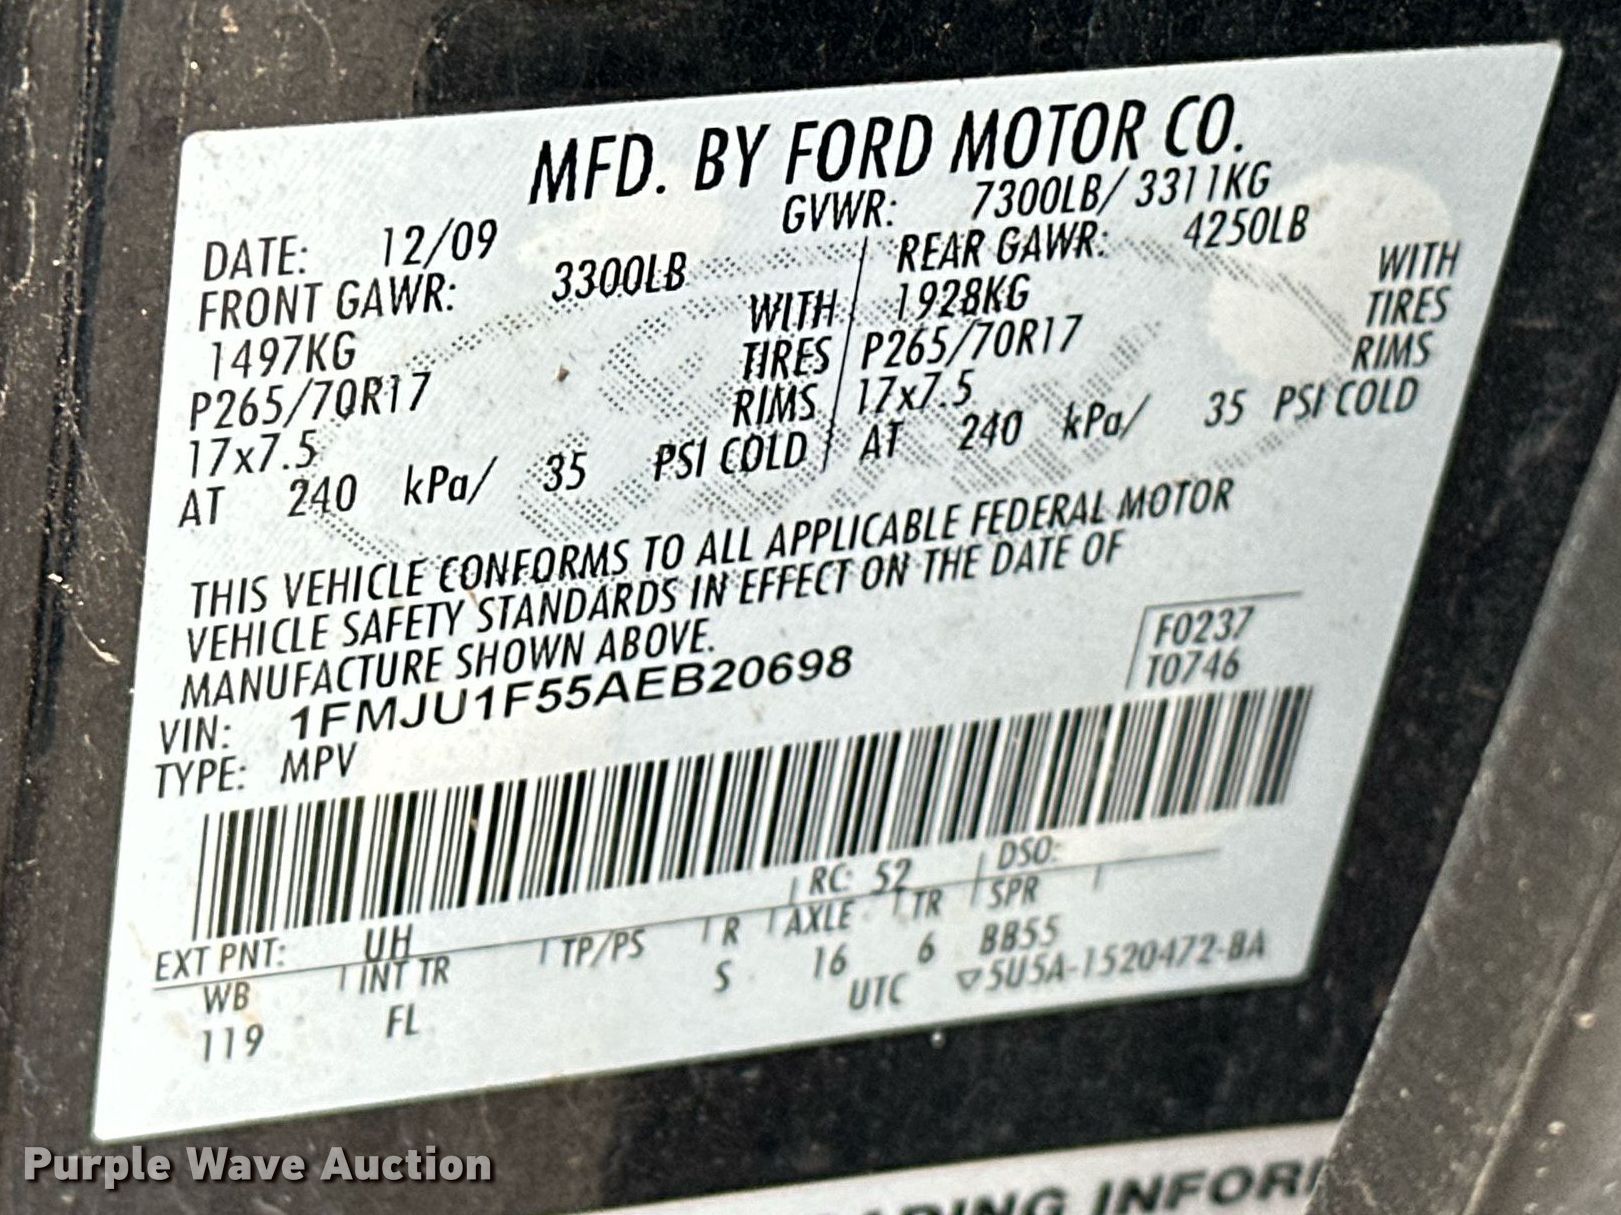 MFD. BY FORD MOTOR CO.
DATE: 12/09 GVWR: 7300LB/ 3311KG
FRONT GAWR: 3300LB REAR GAWR: 4250LB
1497KG WITH 1928KG WITH
P265/70R17 TIRES P265/70R17 TIRES
17x7.5 RIMS 17x7.5 RIMS
AT 240 kPa/ 35 PSI COLD AT 240 kPa/ 35 PSI COLD
THIS VEHICLE CONFORMS TO ALL APPLICABLE FEDERAL MOTOR
VEHICLE SAFETY STANDARDS IN EFFECT ON THE DATE OF
MANUFACTURE SHOWN ABOVE.
F0237
VIN: 1FMJU1F55AEB20698
T0746
TYPE: MPV
EXT PNT: UH RC: 52 DSO:
WB INT TR TP/PS R AXLE TR SPR
119 FL S 16 6 BB55
UTC ▽5U5A-1520472-BA
ADING INFOR
Purple Wave Auction